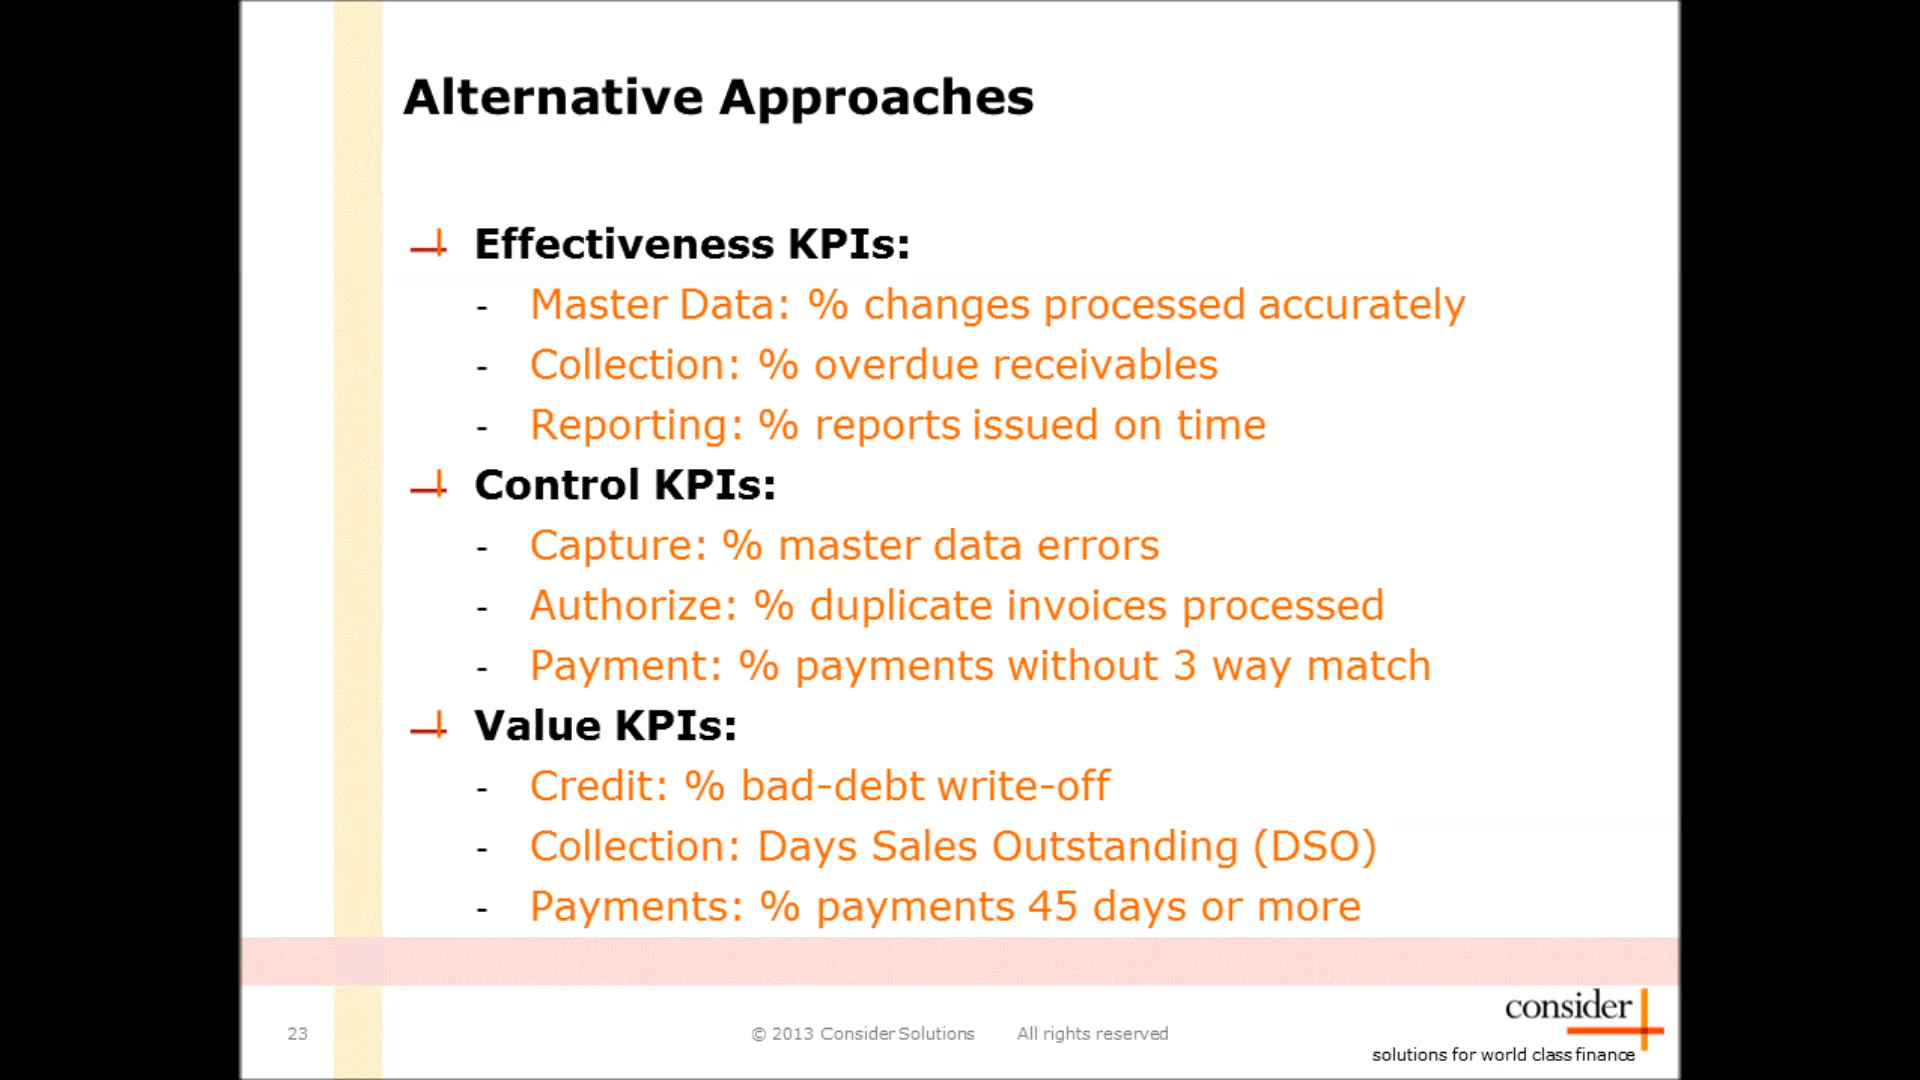 Alternative Approaches
Effectiveness KPIs:
- Master Data: % changes processed accurately
- Collection: % overdue receivables
- Reporting: % reports issued on time
Control KPIs:
- Capture: % master data errors
- Authorize: % duplicate invoices processed
- Payment: % payments without 3 way match
Value KPIs:
- Credit: % bad-debt write-off
- Collection: Days Sales Outstanding (DSO)
- Payments: % payments 45 days or more
23
© 2013 Consider Solutions All rights reserved
consider
solutions for world class finance